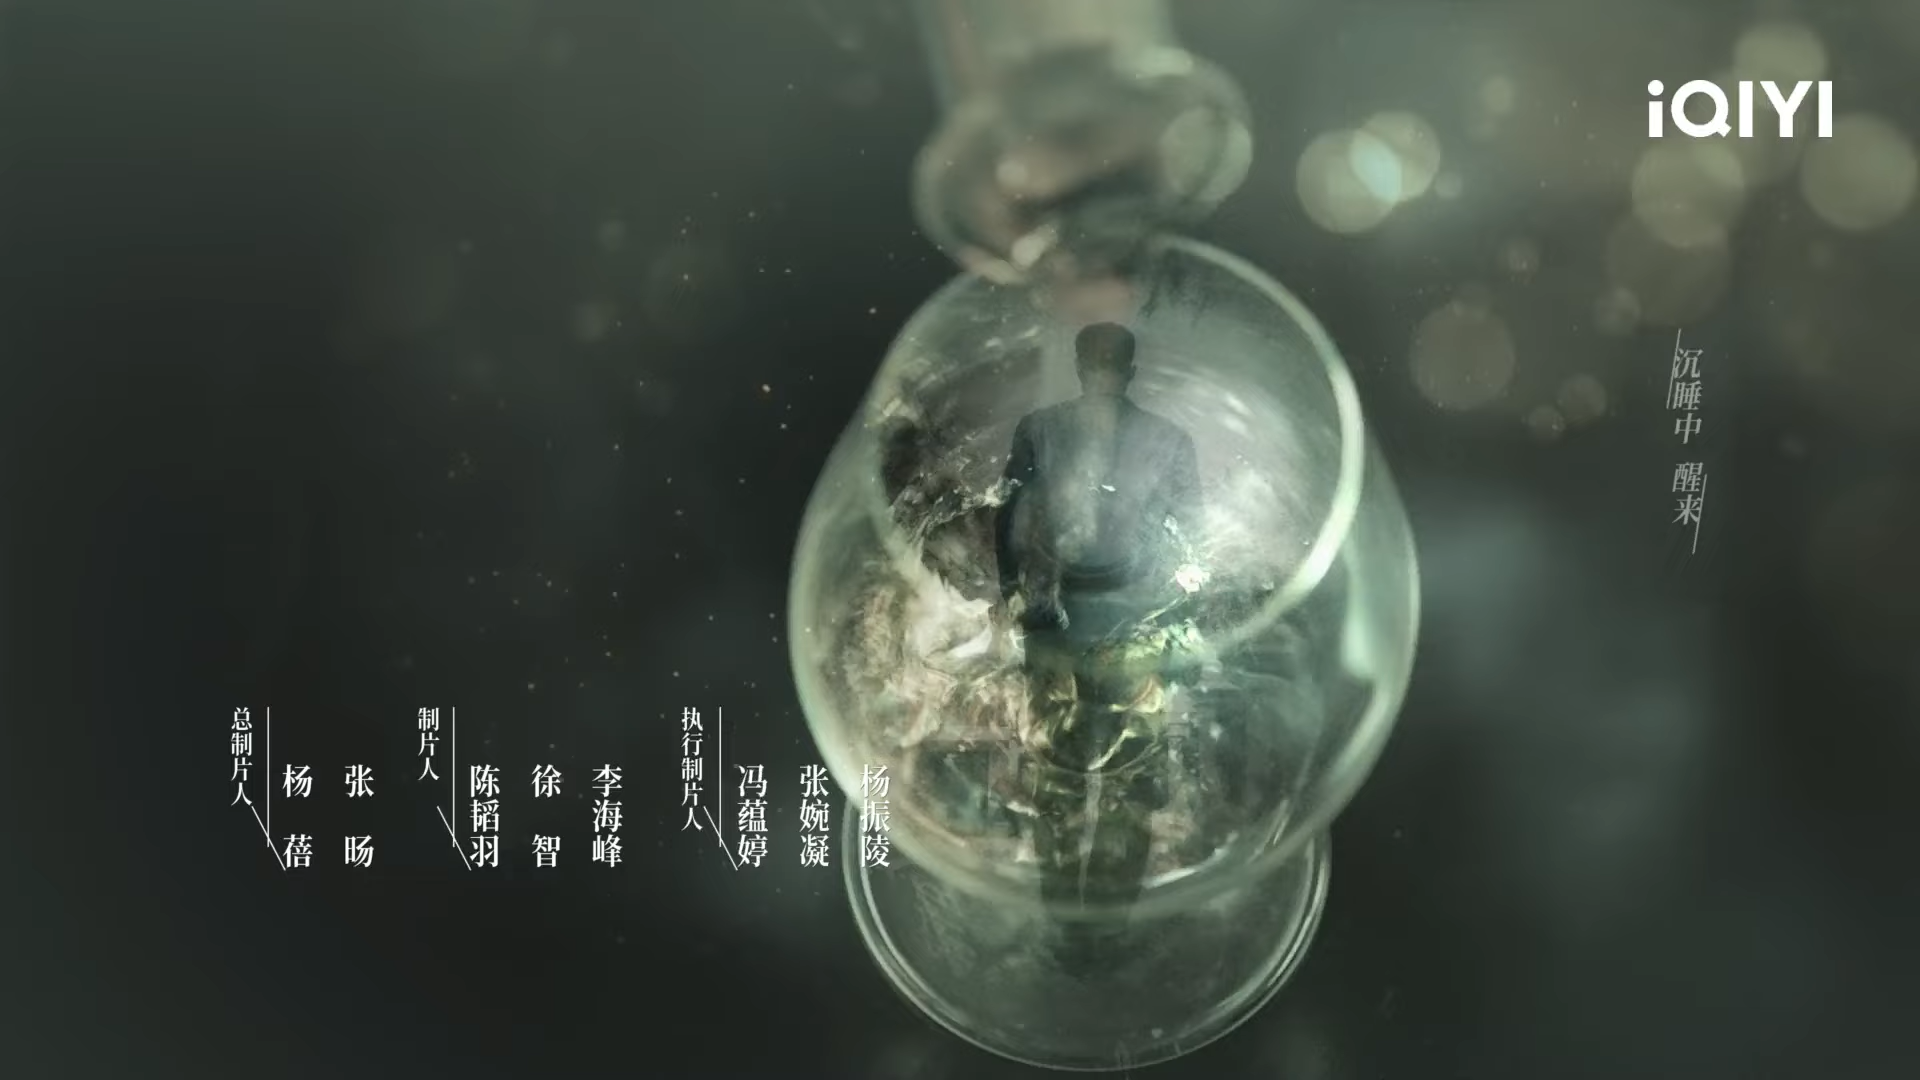 iQIYI
沉睡中 醒来
总制片人
杨蓓
张旸
制片人
陈韬羽
徐智
李海峰
执行制片人
冯蕴婷
张婉凝
杨振陵